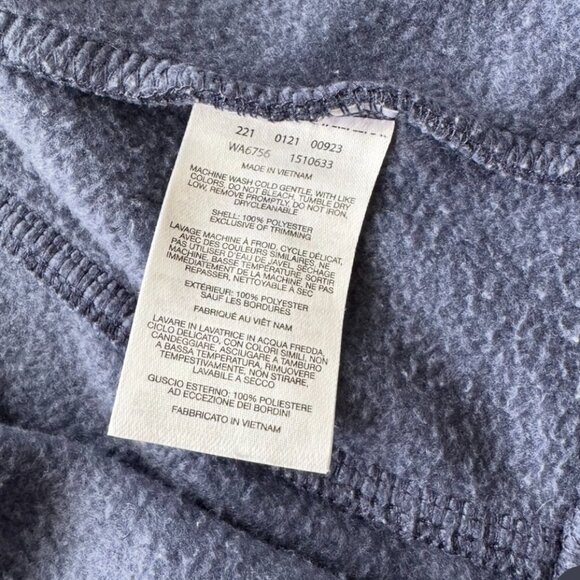 221 0121 00923
WA6756 1510633
MADE IN VIETNAM
MACHINE WASH COLD GENTLE, WITH LIKE
COLORS, DO NOT BLEACH, TUMBLE DRY
LOW, REMOVE PROMPTLY, DO NOT IRON,
DRYCLEANABLE
SHELL: 100% POLYESTER
EXCLUSIVE OF TRIMMING
LAVAGE MACHINE À FROID, CYCLE DÉLICAT,
AVEC DES COULEURS SIMILAIRES, NE
PAS UTILISER D'EAU DE JAVEL, SÉCHAGE
MACHINE, BASSE TEMPÉRATURE, SORTIR
IMMÉDIATEMENT DE LA MACHINE, NE PAS
REPASSER, NETTOYABLE À SEC
EXTÉRIEUR: 100% POLYESTER
SAUF LES BORDURES
FABRIQUÉ AU VIÊT NAM
LAVARE IN LAVATRICE IN ACQUA FREDDA,
CICLO DELICATO, CON COLORI SIMILI, NON
CANDEGGIARE, ASCIUGARE A TAMBURO
A BASSA TEMPERATURA, RIMUOVERE
TEMPESTIVAMENTE, NON STIRARE,
LAVABILE A SECCO
GUSCIO ESTERNO: 100% POLIESTERE
AD ECCEZIONE DEI BORDINI
FABBRICATO IN VIETNAM